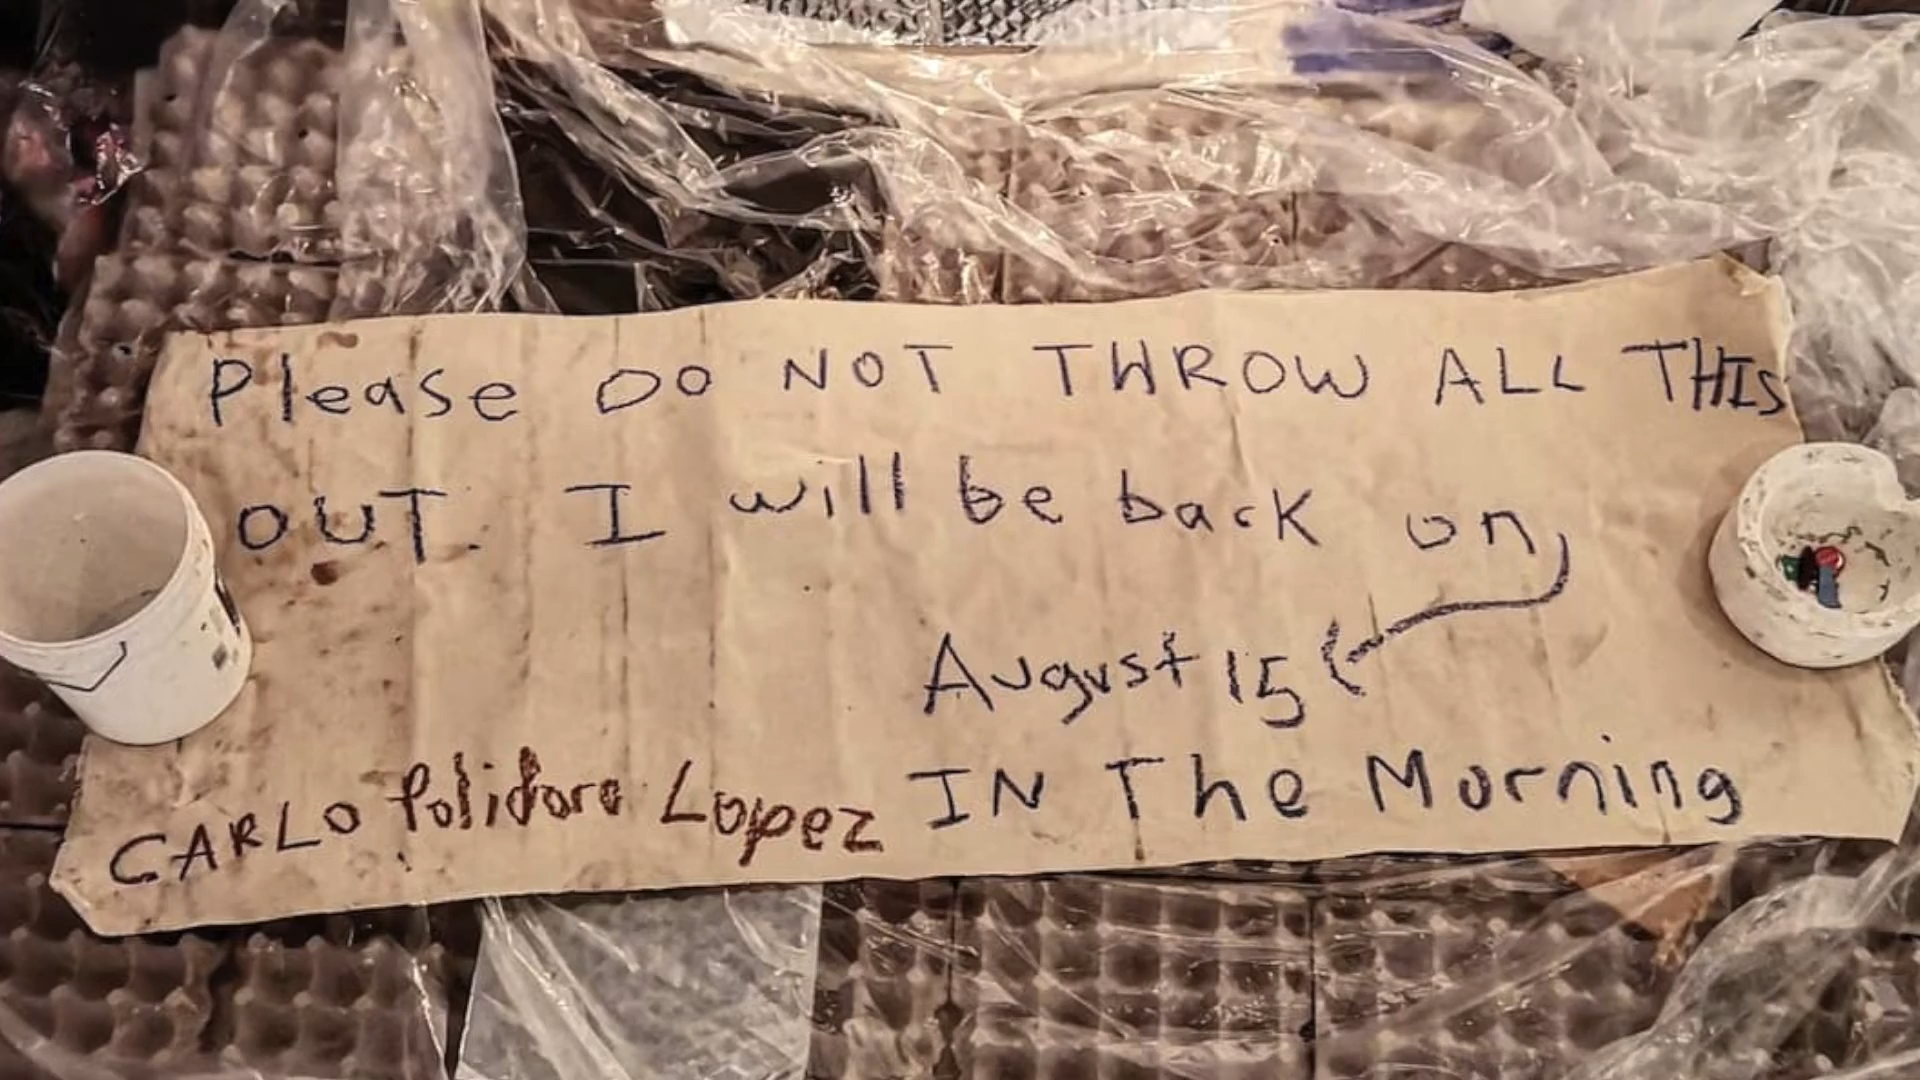 Please DO NOT THROW ALL THIS
OUT. I will be back on
August 15
IN The Morning
CARLO Polidoro Lopez